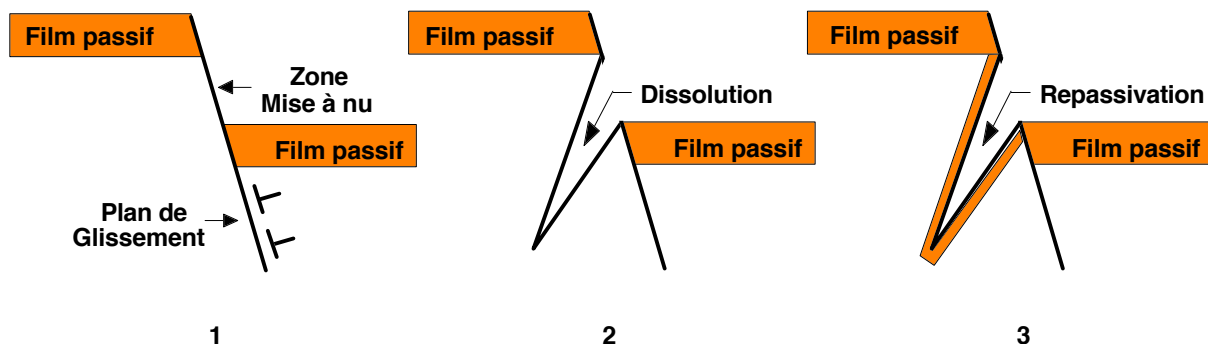 Film passif
Zone
Mise à nu
Film passif
Plan de
Glissement
1
Film passif
Dissolution
Film passif
2
Film passif
Repassivation
Film passif
3